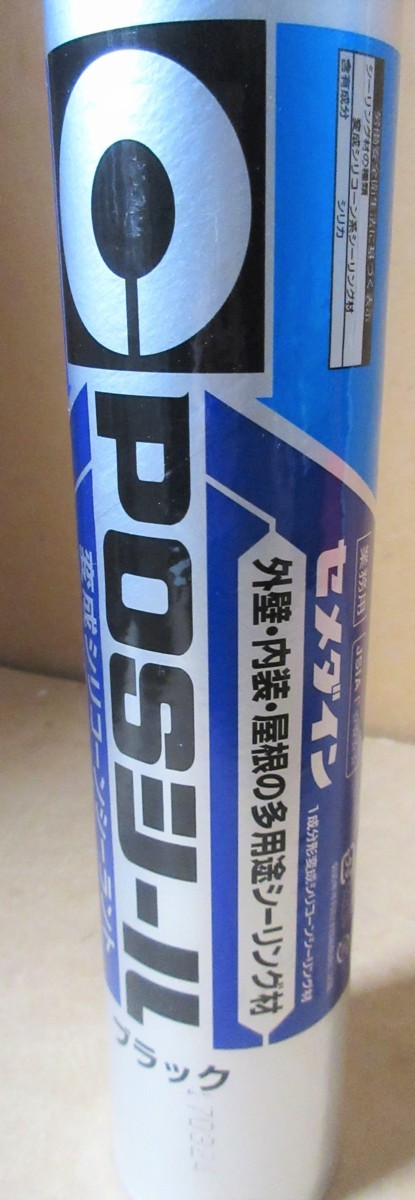 シーリング材の種類
変成シリコーン系シーリング材
含有成分
シリカ
業務用
JSIA
セメダイン
1成分形変成シリコーンシーリング材
外壁・内装・屋根の多用途シーリング材
POSシール
変成シリコーンシーラント
ブラック